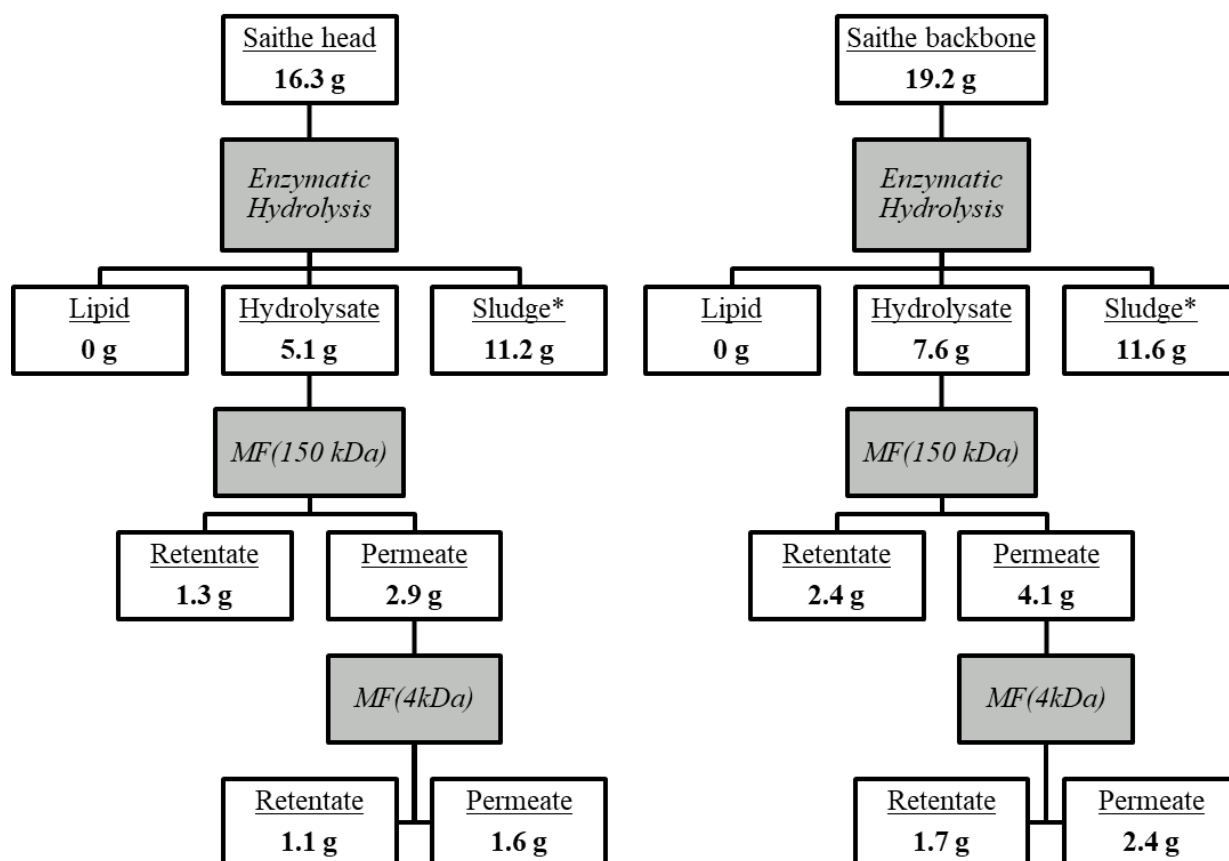 Saithe head
16.3 g
Enzymatic
Hydrolysis
Lipid
0 g
Hydrolysate
5.1 g
Sludge*
11.2 g
MF(150 kDa)
Retentate
1.3 g
Permeate
2.9 g
MF(4kDa)
Retentate
1.1 g
Permeate
1.6 g
Saithe backbone
19.2 g
Enzymatic
Hydrolysis
Lipid
0 g
Hydrolysate
7.6 g
Sludge*
11.6 g
MF(150 kDa)
Retentate
2.4 g
Permeate
4.1 g
MF(4kDa)
Retentate
1.7 g
Permeate
2.4 g